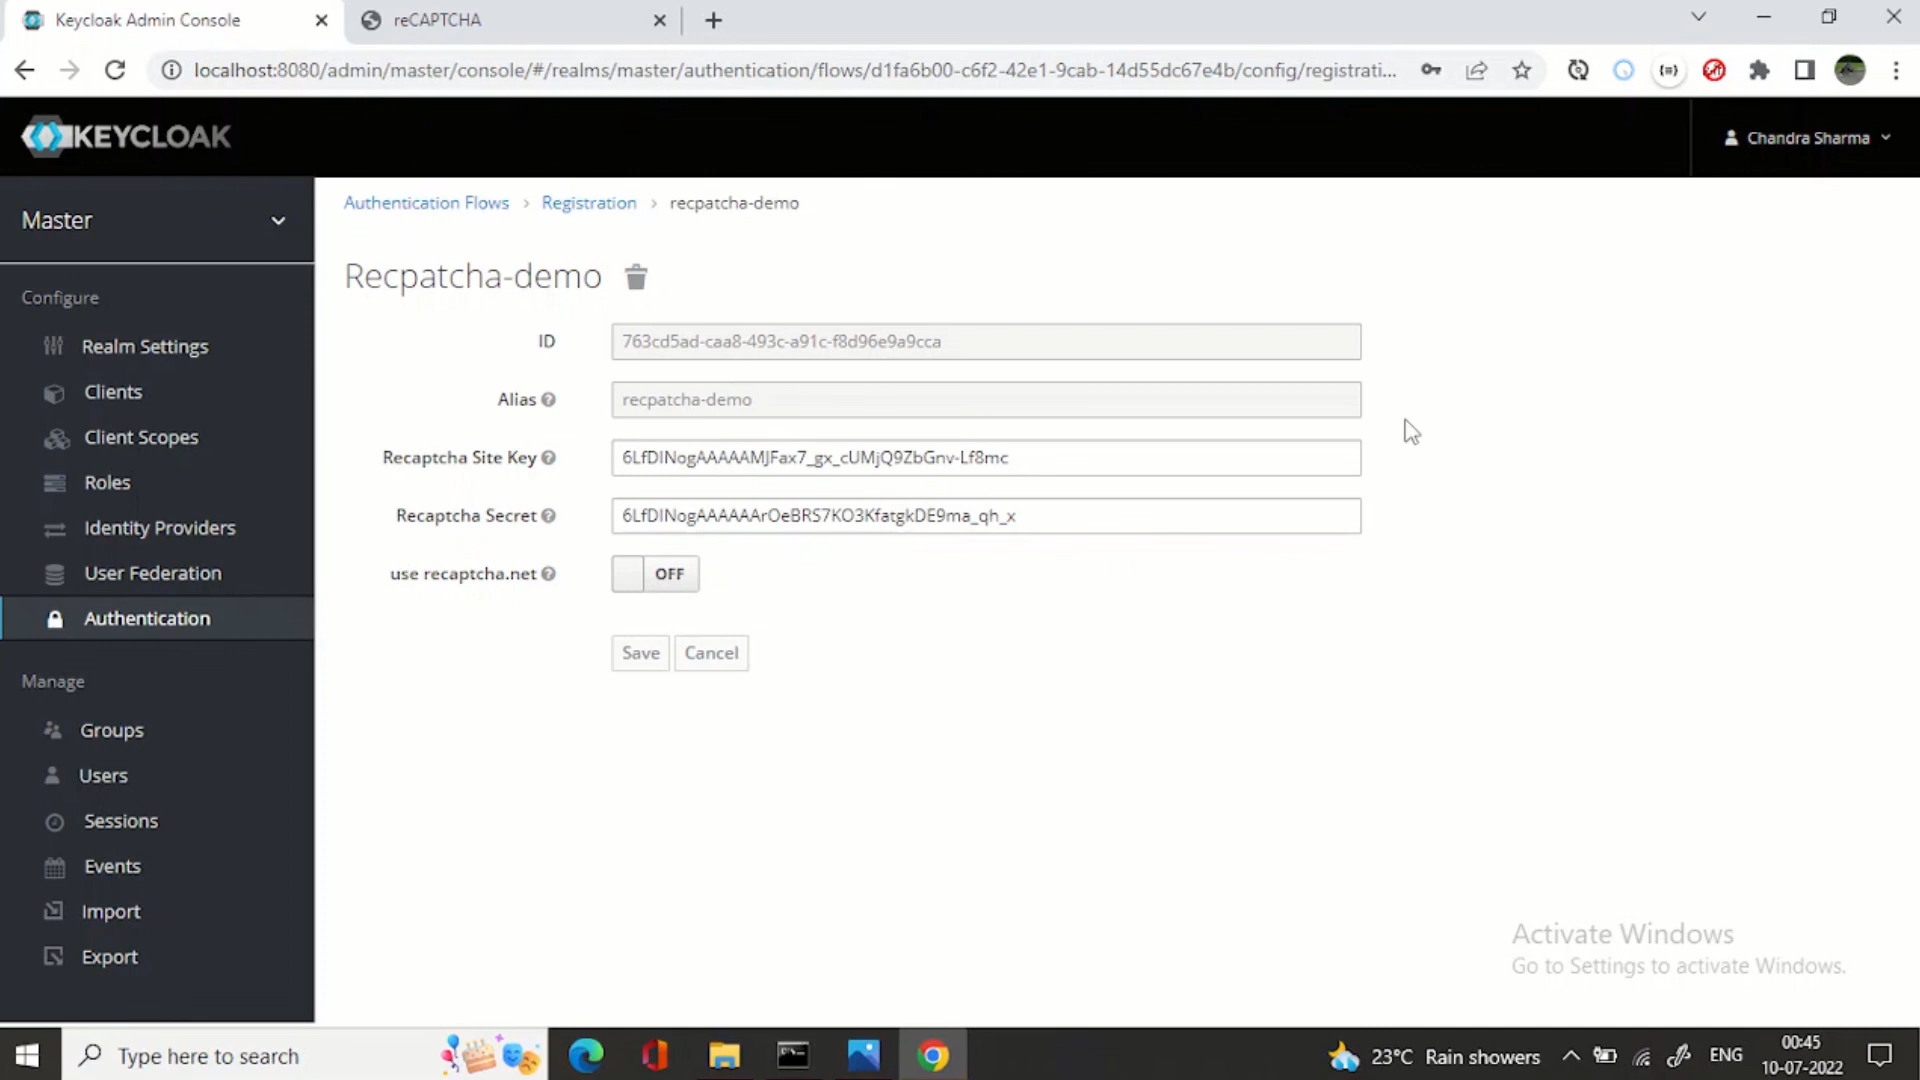 Keycloak Admin Console
reCAPTCHA
localhost:8080/admin/master/console/#/realms/master/authentication/flows/d1fa6b00-c6f2-42e1-9cab-14d55dc67e4b/config/registrati...
KEYCLOAK
Chandra Sharma
Master
Configure
Realm Settings
Clients
Client Scopes
Roles
Identity Providers
User Federation
Authentication
Manage
Groups
Users
Sessions
Events
Import
Export
Authentication Flows > Registration > recpatcha-demo
Recpatcha-demo
ID 763cd5ad-caa8-493c-a91c-f8d96e9a9cca
Alias recpatcha-demo
Recaptcha Site Key 6LfDINogAAAAAMJFax7_gx_cUMjQ9ZbGnv-Lf8mc
Recaptcha Secret 6LfDINogAAAAAArOeBRS7KO3KfatgkDE9ma_qh_x
use recaptcha.net OFF
Save Cancel
Activate Windows
Go to Settings to activate Windows.
Type here to search
23°C Rain showers
ENG
00:45
10-07-2022